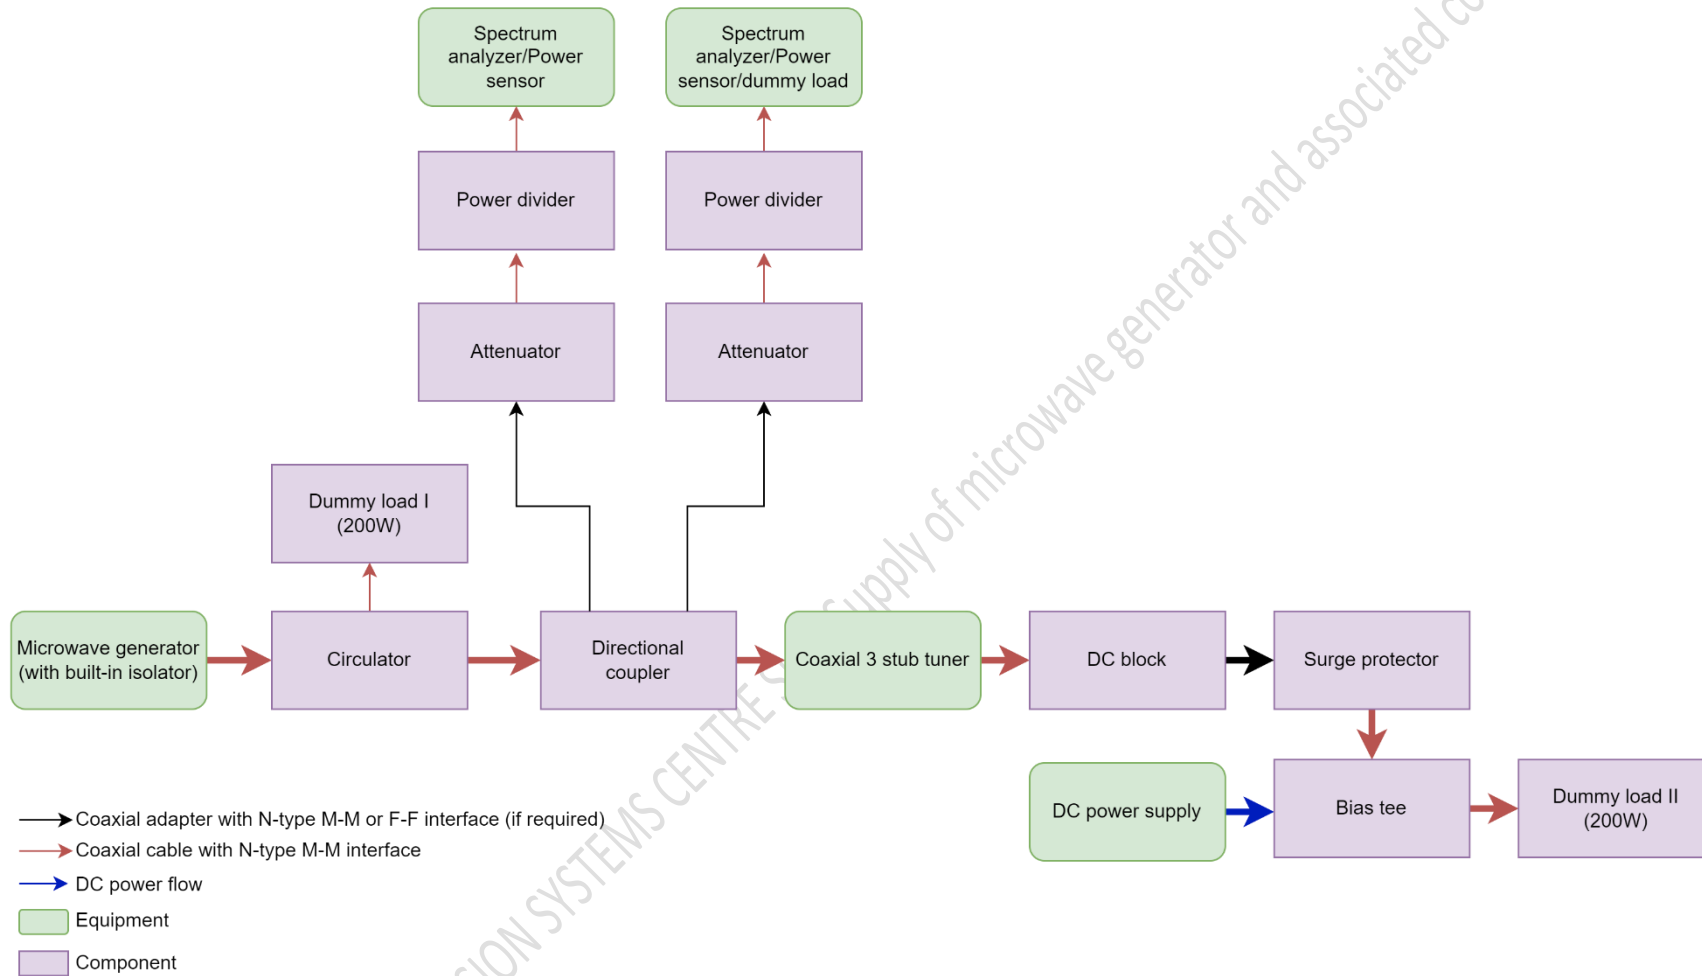 Spectrum
analyzer/Power
sensor
Spectrum
analyzer/Power
sensor/dummy load
Power divider
Power divider
Attenuator
Attenuator
Dummy load I
(200W)
Microwave generator
(with built-in isolator)
Circulator
Directional
coupler
Coaxial 3 stub tuner
DC block
Surge protector
DC power supply
Bias tee
Dummy load II
(200W)
Coaxial adapter with N-type M-M or F-F interface (if required)
Coaxial cable with N-type M-M interface
DC power flow
Equipment
Component
SYSTEMS CENTRE Supply of microwave generator and associated